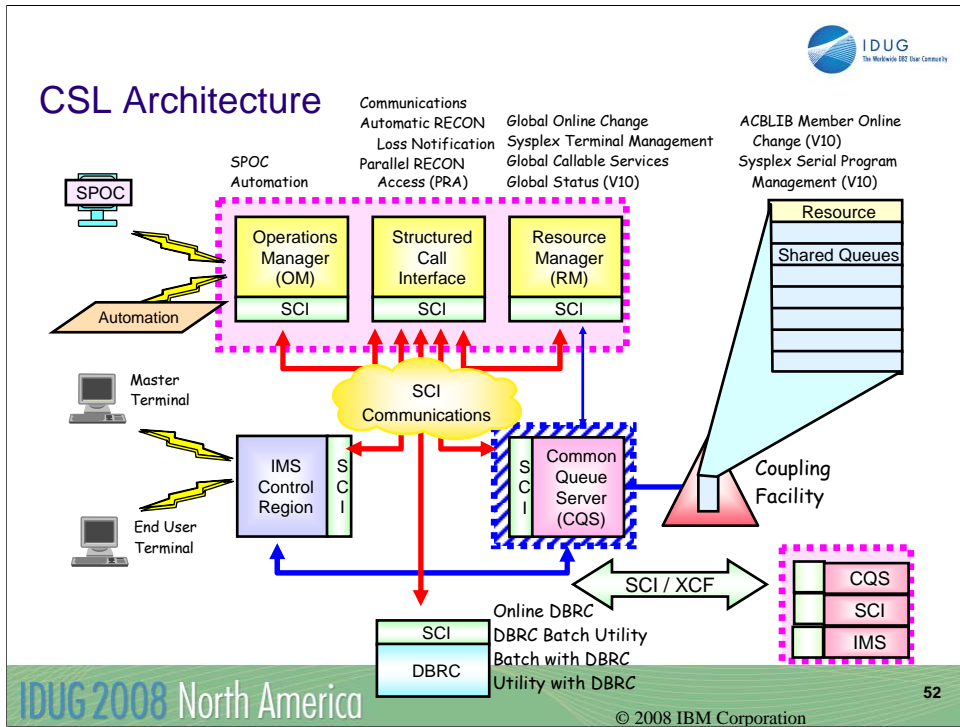 IDUG
The Worldwide DB2 User Community
CSL Architecture
Communications
Automatic RECON
Loss Notification
Parallel RECON
Access (PRA)
Global Online Change
Sysplex Terminal Management
Global Callable Services
Global Status (V10)
ACBLIB Member Online
Change (V10)
Sysplex Serial Program
Management (V10)
SPOC
Automation
SPOC
Automation
Operations
Manager
(OM)
SCI
Structured
Call
Interface
SCI
Resource
Manager
(RM)
SCI
Resource
Shared Queues
SCI
Communications
Master
Terminal
End User
Terminal
IMS
Control
Region
S
C
I
S
C
I
Common
Queue
Server
(CQS)
Coupling
Facility
SCI / XCF
CQS
SCI
IMS
SCI
DBRC
Online DBRC
DBRC Batch Utility
Batch with DBRC
Utility with DBRC
IDUG 2008 North America
52
© 2008 IBM Corporation